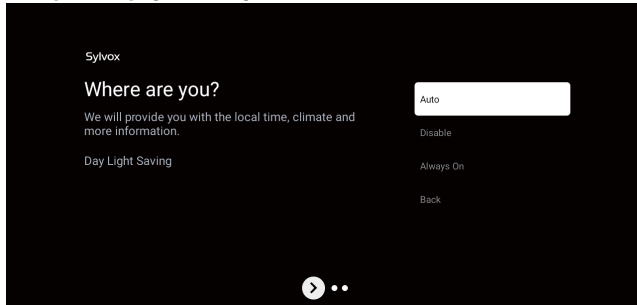 Sylvox
Where are you?
We will provide you with the local time, climate and
more information.
Day Light Saving
Auto
Disable
Always On
Back